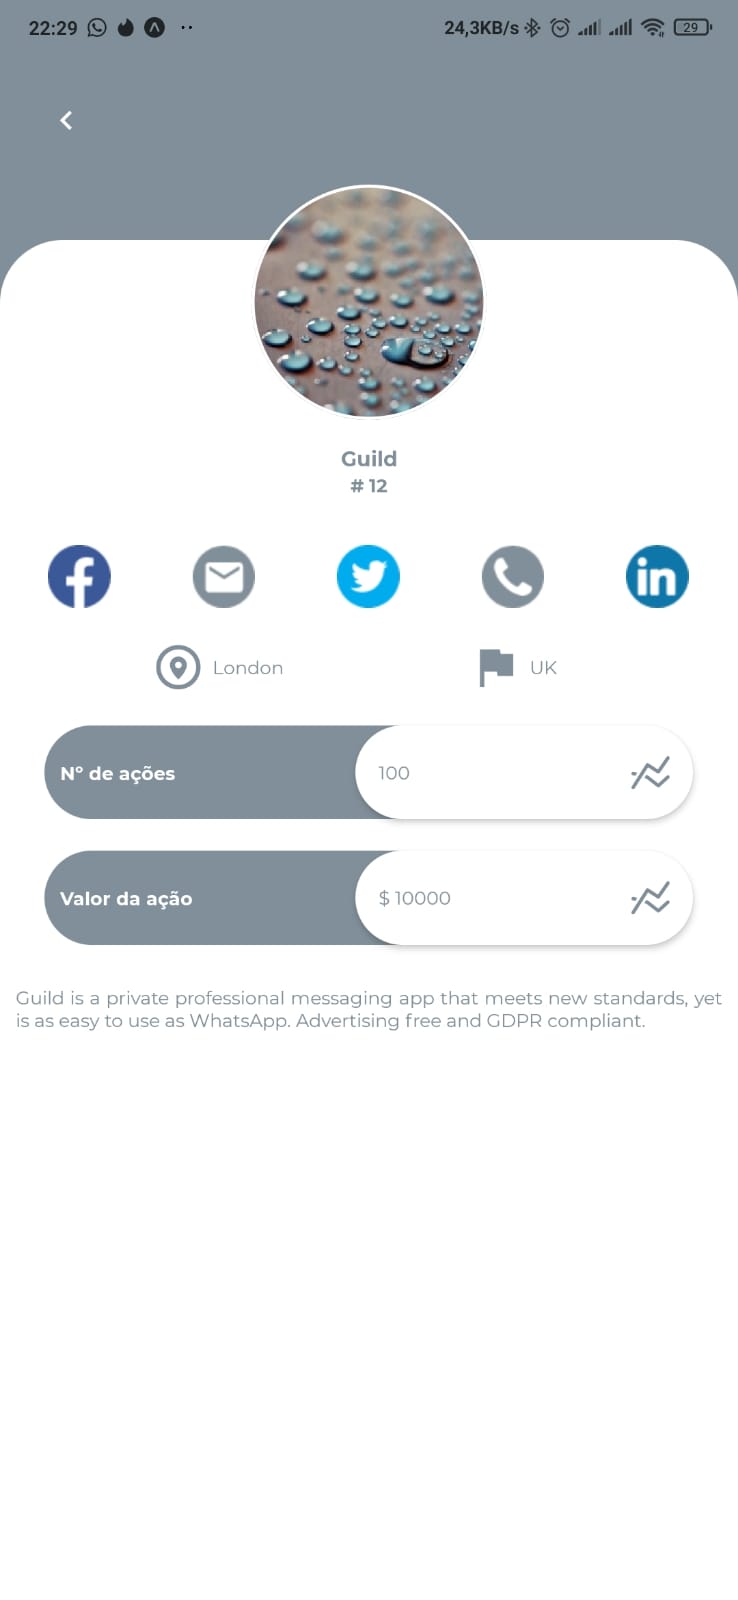 22:29
24,3KB/s
29
Guild
# 12
f
in
London
UK
Nº de ações
100
Valor da ação
$ 10000
Guild is a private professional messaging app that meets new standards, yet
is as easy to use as WhatsApp. Advertising free and GDPR compliant.